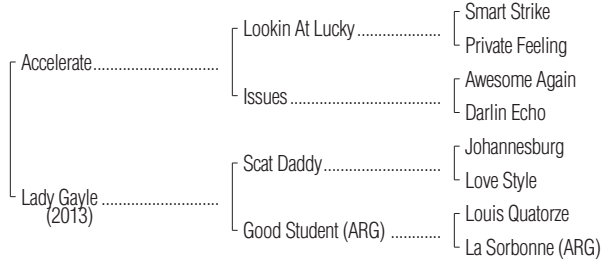 Smart Strike
Lookin At Lucky
Private Feeling
Accelerate
Awesome Again
Issues
Darlin Echo
Johannesburg
Scat Daddy
Love Style
Lady Gayle
(2013)
Louis Quatorze
Good Student (ARG)
La Sorbonne (ARG)